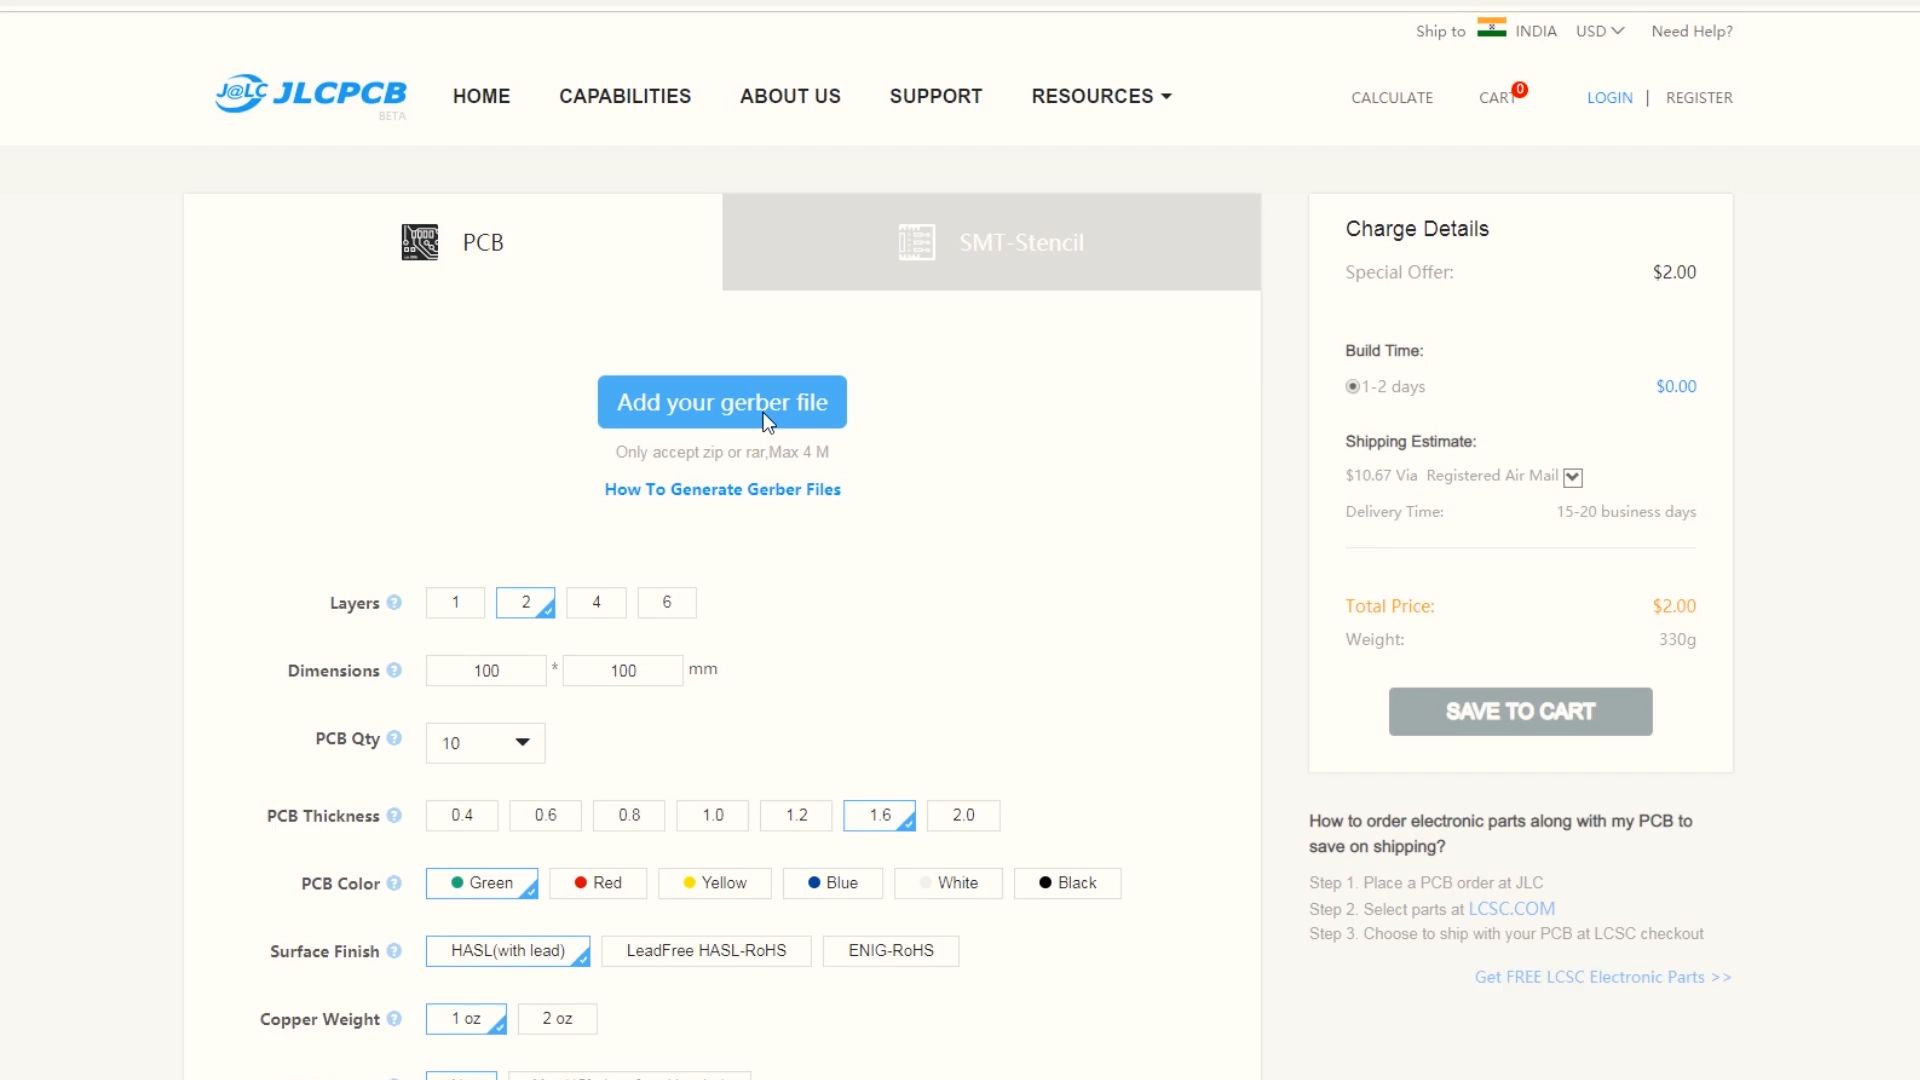 Ship to INDIA USD Need Help?
J@LC JLCPCB
BETA
HOME CAPABILITIES ABOUT US SUPPORT RESOURCES
CALCULATE CART 0 LOGIN | REGISTER
PCB
SMT-Stencil
Add your gerber file
Only accept zip or rar,Max 4 M
How To Generate Gerber Files
Layers ? 1 2 4 6
Dimensions ? 100 * 100 mm
PCB Qty ? 10
PCB Thickness ? 0.4 0.6 0.8 1.0 1.2 1.6 2.0
PCB Color ? Green Red Yellow Blue White Black
Surface Finish ? HASL(with lead) LeadFree HASL-RoHS ENIG-RoHS
Copper Weight ? 1 oz 2 oz
Charge Details
Special Offer: $2.00
Build Time:
1-2 days $0.00
Shipping Estimate:
$10.67 Via Registered Air Mail
Delivery Time: 15-20 business days
Total Price: $2.00
Weight: 330g
SAVE TO CART
How to order electronic parts along with my PCB to
save on shipping?
Step 1. Place a PCB order at JLC
Step 2. Select parts at LCSC.COM
Step 3. Choose to ship with your PCB at LCSC checkout
Get FREE LCSC Electronic Parts >>